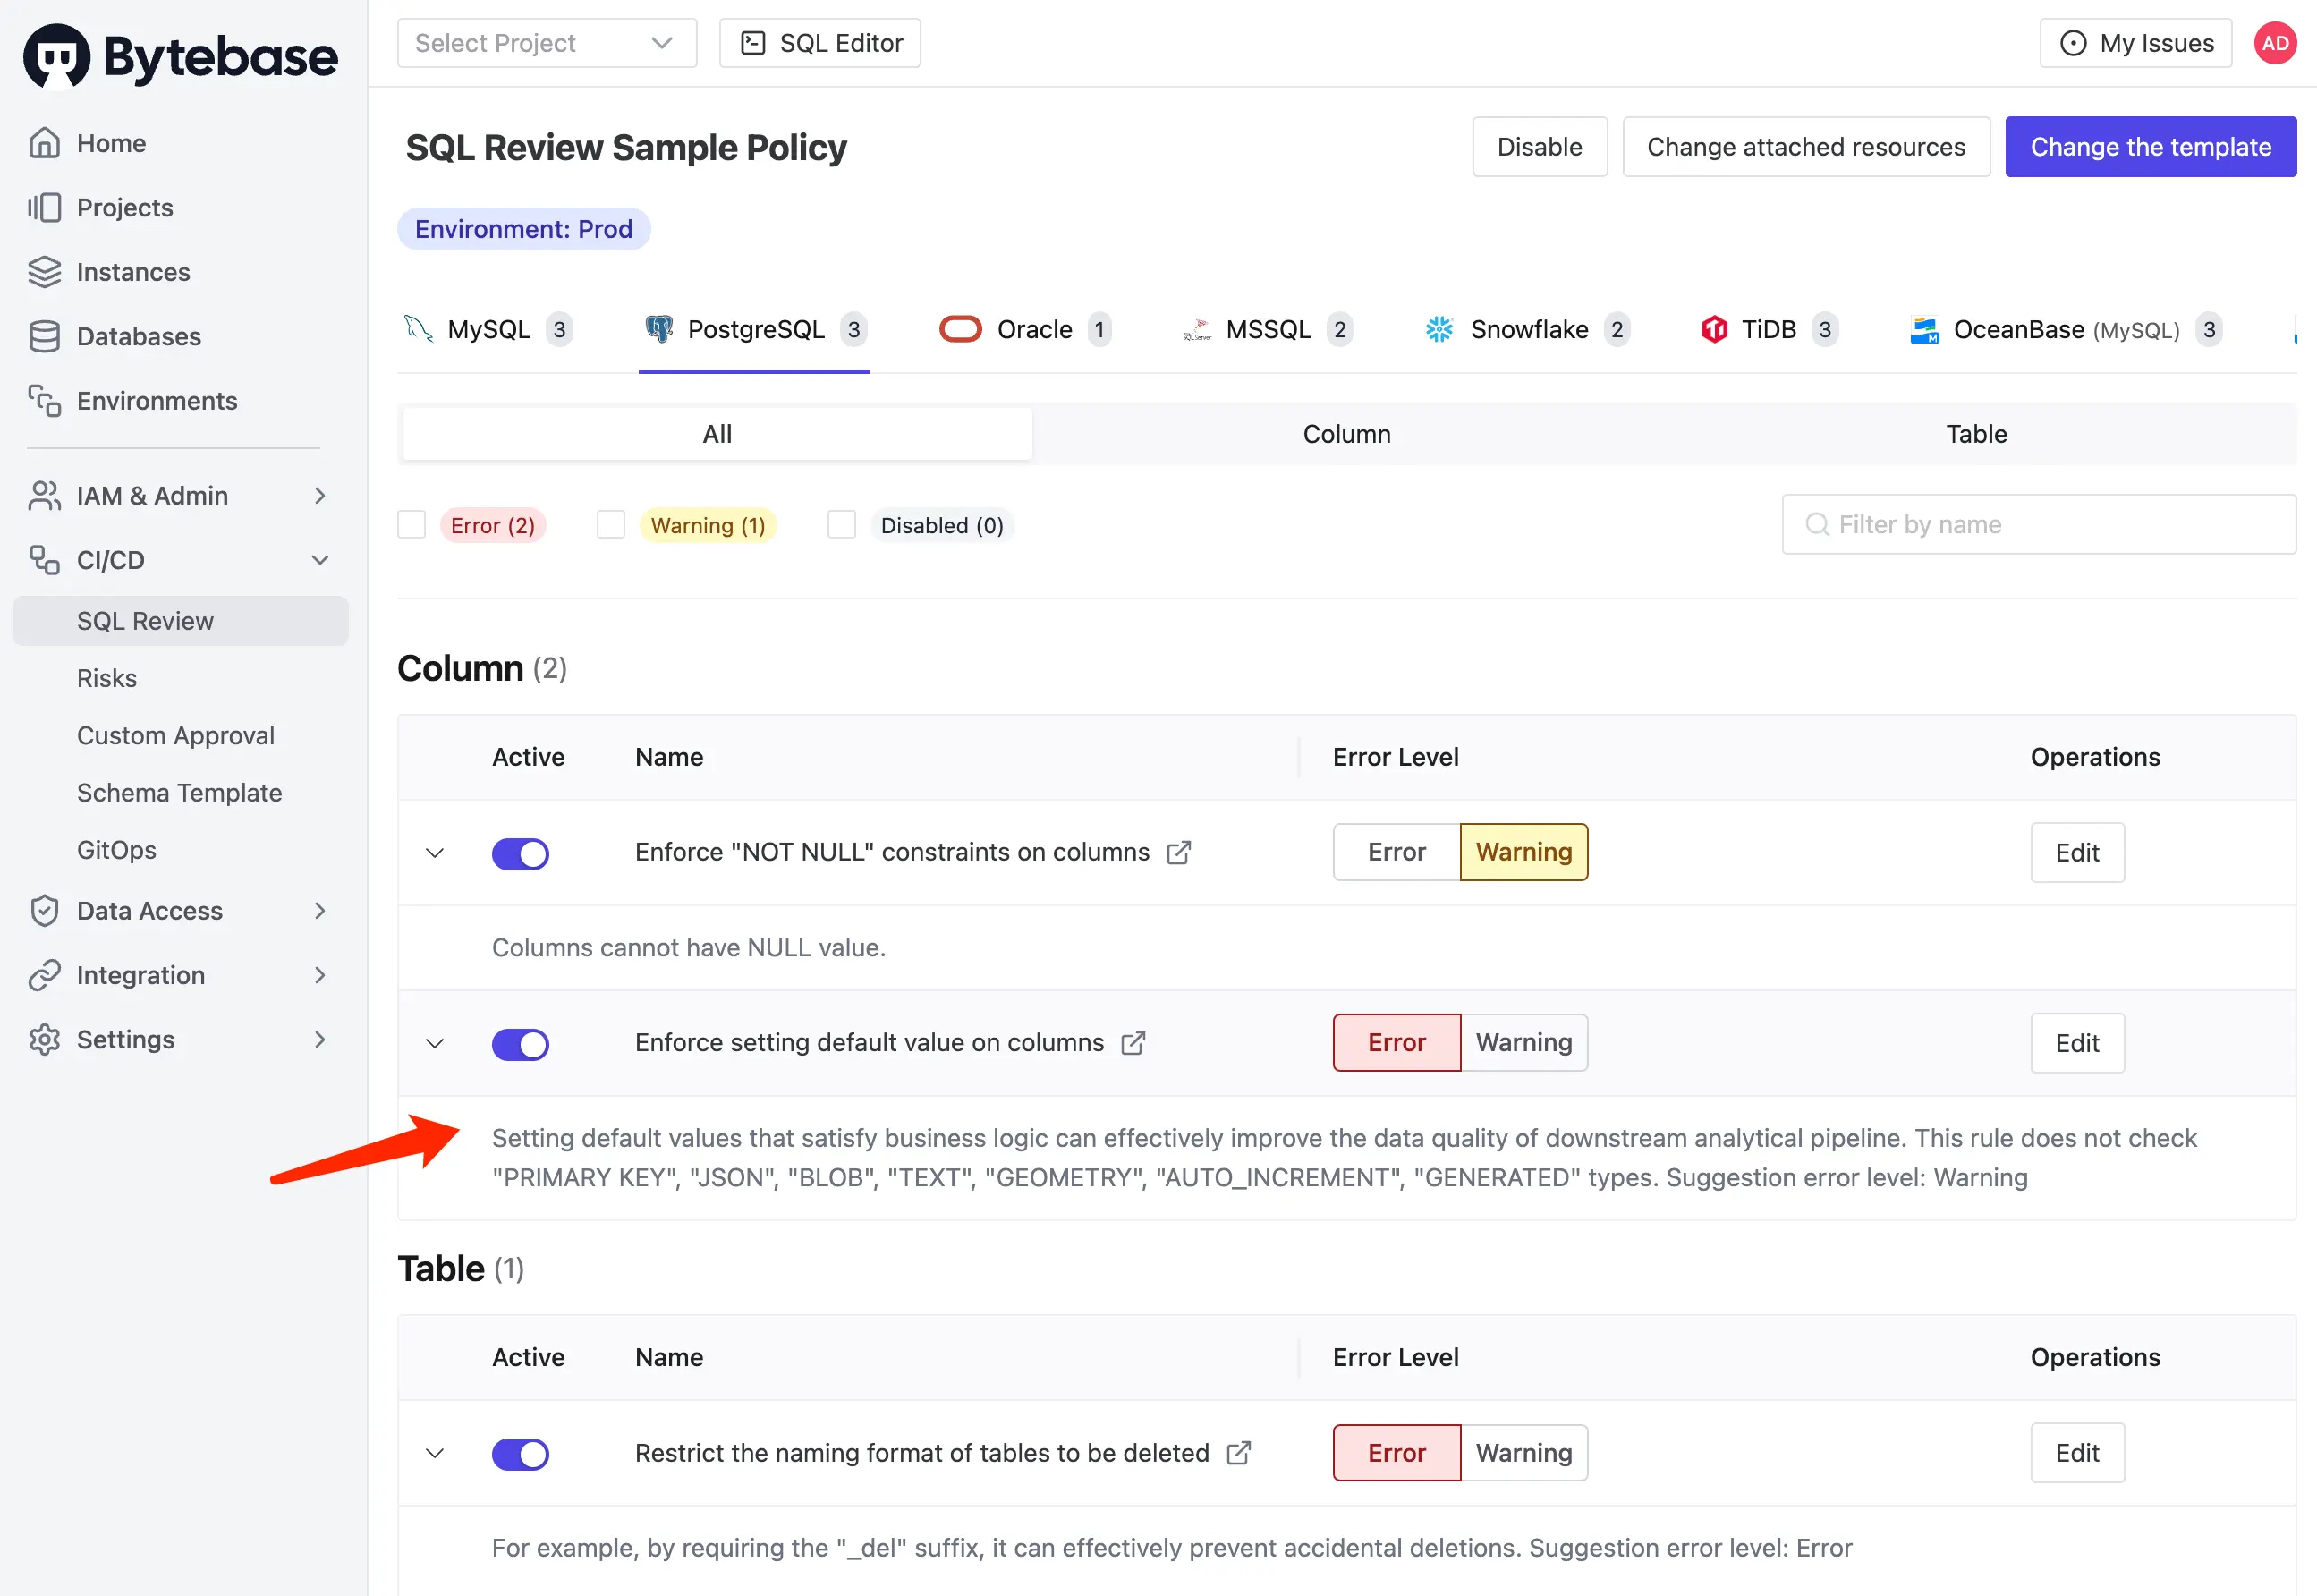 Bytebase
Select Project
SQL Editor
My Issues
AD
Home
Projects
Instances
Databases
Environments
IAM & Admin
CI/CD
SQL Review
Risks
Custom Approval
Schema Template
GitOps
Data Access
Integration
Settings
SQL Review Sample Policy
Disable
Change attached resources
Change the template
Environment: Prod
MySQL 3
PostgreSQL 3
Oracle 1
SQL Server
MSSQL 2
Snowflake 2
TiDB 3
M
OceanBase (MySQL) 3
All
Column
Table
Error (2)
Warning (1)
Disabled (0)
Filter by name
Column (2)
Active Name Error Level Operations
Enforce "NOT NULL" constraints on columns Error Warning Edit
Columns cannot have NULL value.
Enforce setting default value on columns Error Warning Edit
Setting default values that satisfy business logic can effectively improve the data quality of downstream analytical pipeline. This rule does not check
"PRIMARY KEY", "JSON", "BLOB", "TEXT", "GEOMETRY", "AUTO_INCREMENT", "GENERATED" types. Suggestion error level: Warning
Table (1)
Active Name Error Level Operations
Restrict the naming format of tables to be deleted Error Warning Edit
For example, by requiring the "_del" suffix, it can effectively prevent accidental deletions. Suggestion error level: Error